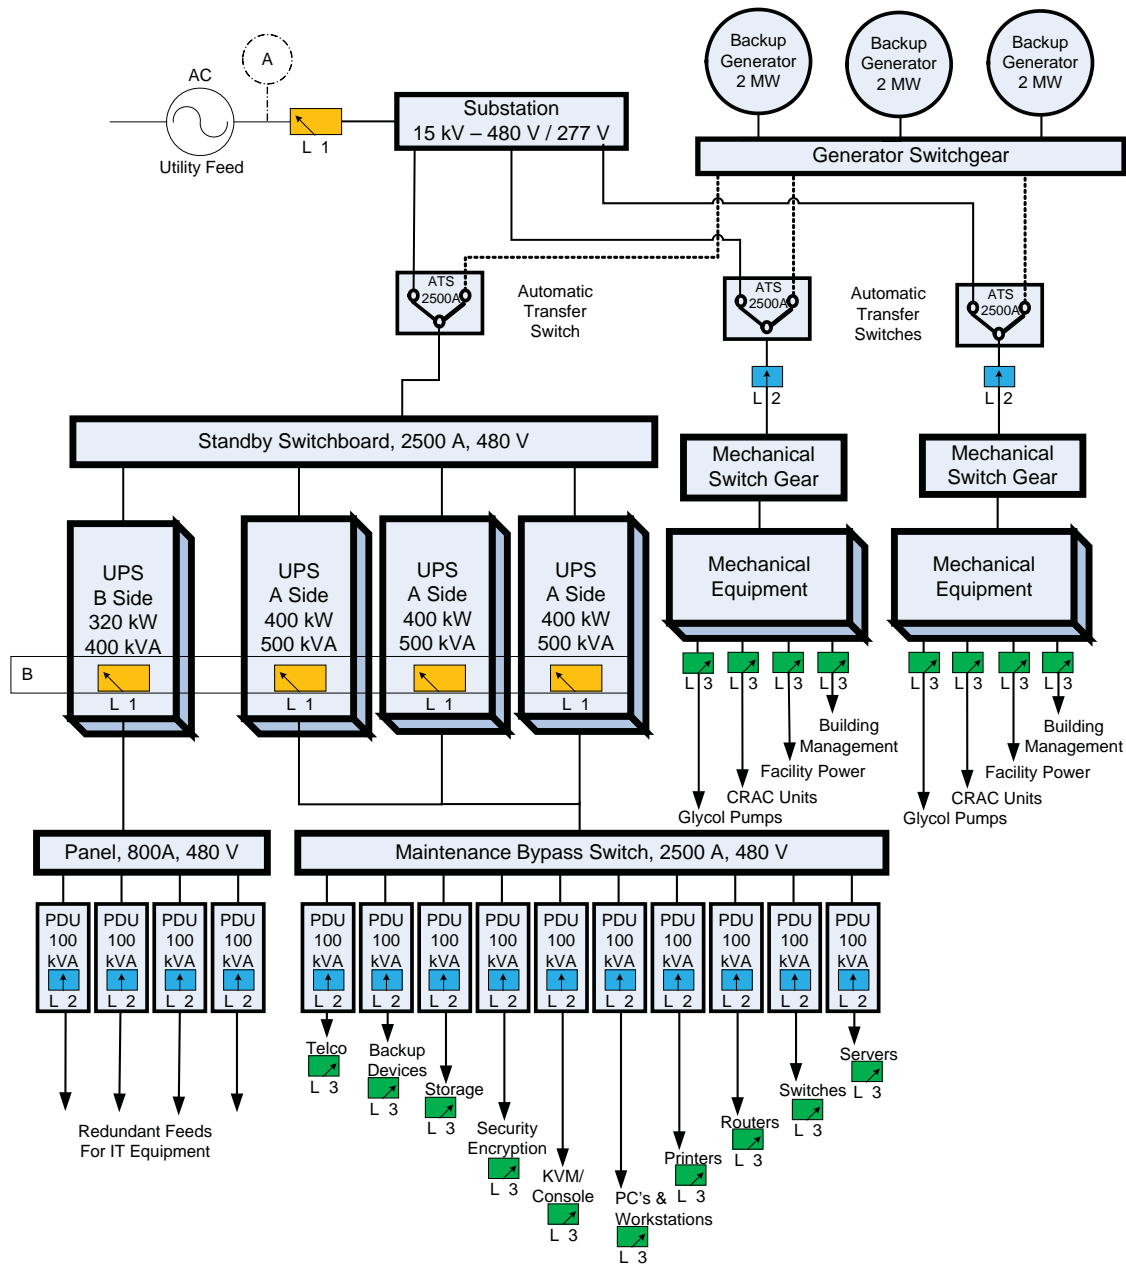 A
AC
Utility Feed
L 1
Substation
15 kV – 480 V / 277 V
Backup
Generator
2 MW
Backup
Generator
2 MW
Backup
Generator
2 MW
Generator Switchgear
ATS
2500A
Automatic
Transfer
Switch
ATS
2500A
Automatic
Transfer
Switches
ATS
2500A
L 2
L 2
Standby Switchboard, 2500 A, 480 V
Mechanical
Switch Gear
Mechanical
Switch Gear
UPS
B Side
320 kW
400 kVA
L 1
UPS
A Side
400 kW
500 kVA
L 1
UPS
A Side
400 kW
500 kVA
L 1
UPS
A Side
400 kW
500 kVA
L 1
B
Mechanical
Equipment
L 3
L 3
L 3
L 3
Building
Management
Facility Power
CRAC Units
Glycol Pumps
Mechanical
Equipment
L 3
L 3
L 3
L 3
Building
Management
Facility Power
CRAC Units
Glycol Pumps
Panel, 800A, 480 V
Maintenance Bypass Switch, 2500 A, 480 V
PDU
100
kVA
L 2
PDU
100
kVA
L 2
PDU
100
kVA
L 2
PDU
100
kVA
L 2
PDU
100
kVA
L 2
PDU
100
kVA
L 2
PDU
100
kVA
L 2
PDU
100
kVA
L 2
PDU
100
kVA
L 2
PDU
100
kVA
L 2
PDU
100
kVA
L 2
PDU
100
kVA
L 2
PDU
100
kVA
L 2
PDU
100
kVA
L 2
Redundant Feeds
For IT Equipment
Telco
L 3
Backup
Devices
L 3
Storage
L 3
Security
Encryption
L 3
KVM/
Console
L 3
PC's &
Workstations
L 3
Printers
L 3
Routers
L 3
Switches
L 3
Servers
L 3